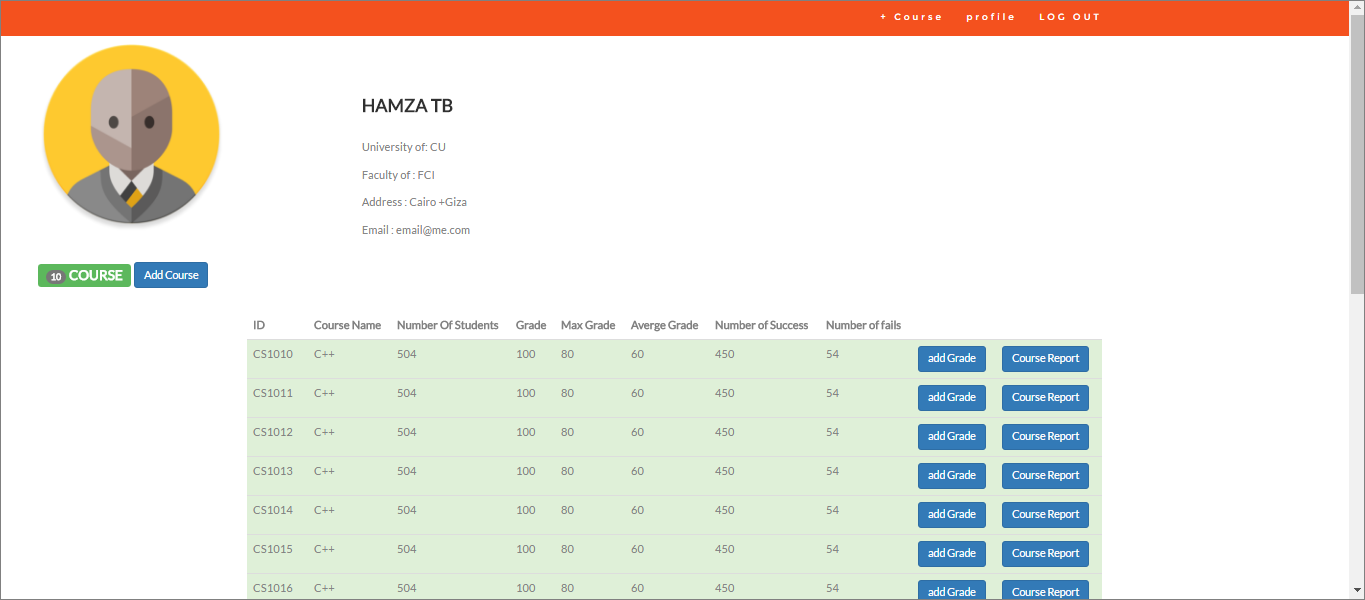 + Course profile LOG OUT
HAMZA TB
University of: CU
Faculty of : FCI
Address : Cairo +Giza
Email : email@me.com
10 COURSE Add Course
ID Course Name Number Of Students Grade Max Grade Averge Grade Number of Success Number of fails
CS1010 C++ 504 100 80 60 450 54 add Grade Course Report
CS1011 C++ 504 100 80 60 450 54 add Grade Course Report
CS1012 C++ 504 100 80 60 450 54 add Grade Course Report
CS1013 C++ 504 100 80 60 450 54 add Grade Course Report
CS1014 C++ 504 100 80 60 450 54 add Grade Course Report
CS1015 C++ 504 100 80 60 450 54 add Grade Course Report
CS1016 C++ 504 100 80 60 450 54 add Grade Course Report